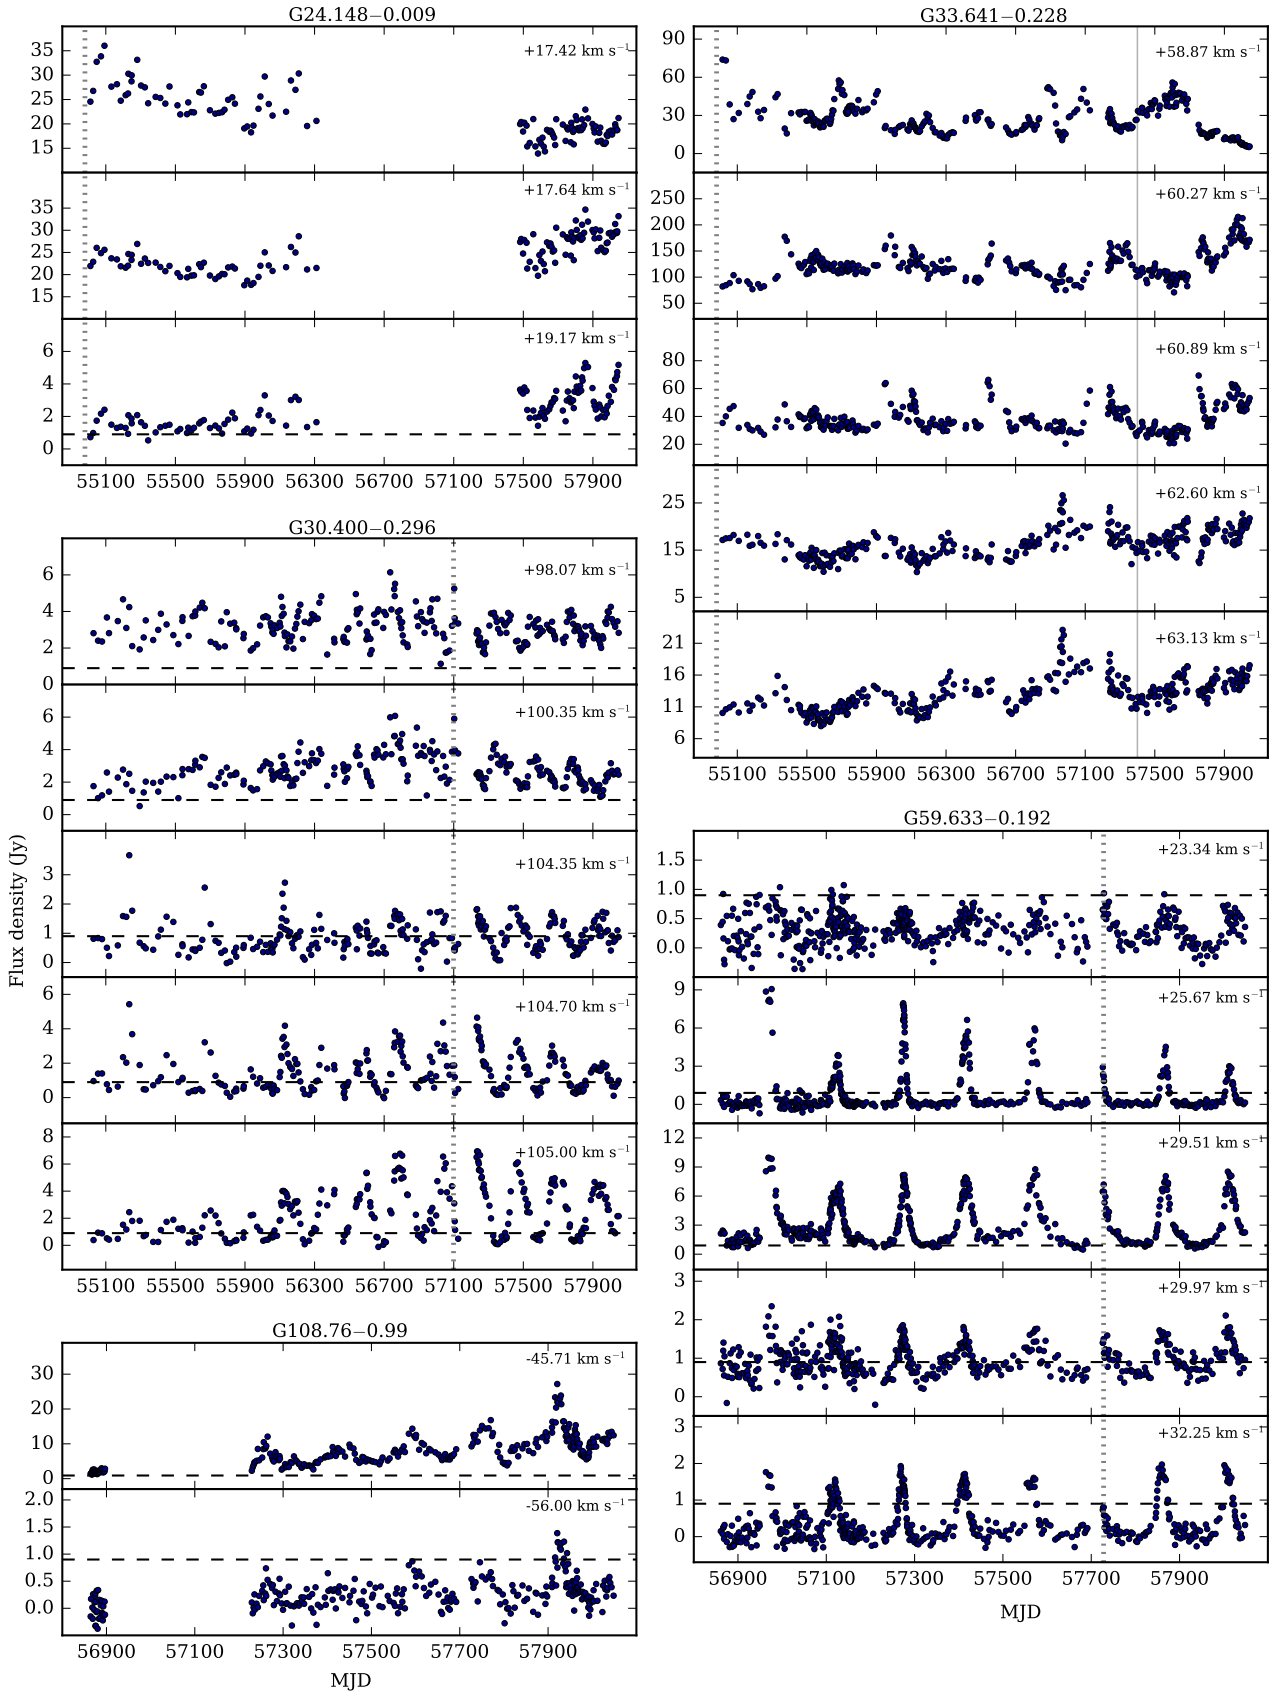 G24.148−0.009
+17.42 km s⁻¹
35
30
25
20
15
+17.64 km s⁻¹
35
30
25
20
15
+19.17 km s⁻¹
6
4
2
0
55100 55500 55900 56300 56700 57100 57500 57900
G30.400−0.296
+98.07 km s⁻¹
6
4
2
0
+100.35 km s⁻¹
6
4
2
0
+104.35 km s⁻¹
3
2
1
0
+104.70 km s⁻¹
6
4
2
0
+105.00 km s⁻¹
8
6
4
2
0
55100 55500 55900 56300 56700 57100 57500 57900
Flux density (Jy)
G108.76−0.99
-45.71 km s⁻¹
30
20
10
0
-56.00 km s⁻¹
2.0
1.5
1.0
0.5
0.0
56900 57100 57300 57500 57700 57900
MJD
G33.641−0.228
+58.87 km s⁻¹
90
60
30
0
+60.27 km s⁻¹
250
200
150
100
50
+60.89 km s⁻¹
80
60
40
20
+62.60 km s⁻¹
25
15
5
+63.13 km s⁻¹
21
16
11
6
55100 55500 55900 56300 56700 57100 57500 57900
G59.633−0.192
+23.34 km s⁻¹
1.5
1.0
0.5
0.0
+25.67 km s⁻¹
9
6
3
0
+29.51 km s⁻¹
12
9
6
3
0
+29.97 km s⁻¹
3
2
1
0
+32.25 km s⁻¹
3
2
1
0
56900 57100 57300 57500 57700 57900
MJD